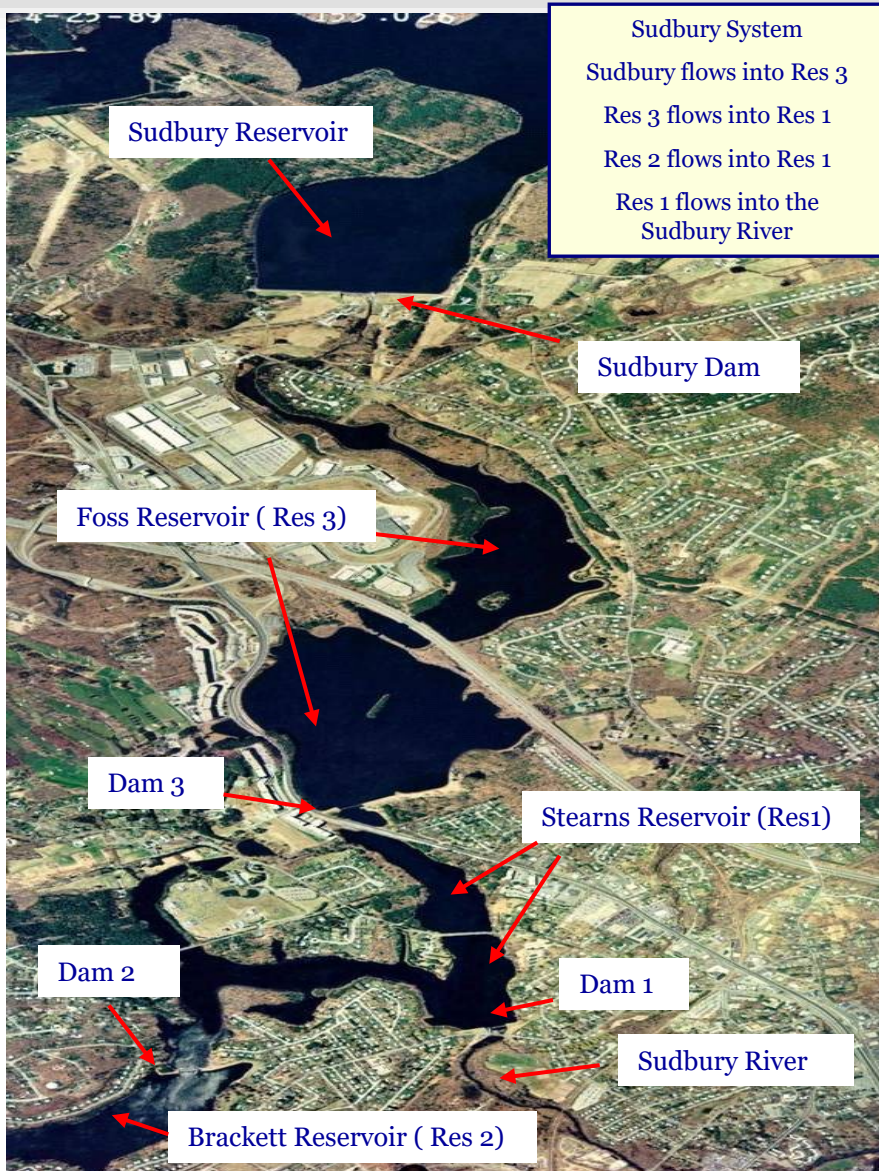 4-25-89
Sudbury System
Sudbury flows into Res 3
Res 3 flows into Res 1
Res 2 flows into Res 1
Res 1 flows into the
Sudbury River
Sudbury Reservoir
Sudbury Dam
Foss Reservoir ( Res 3)
Dam 3
Stearns Reservoir (Res1)
Dam 2
Dam 1
Sudbury River
Brackett Reservoir ( Res 2)